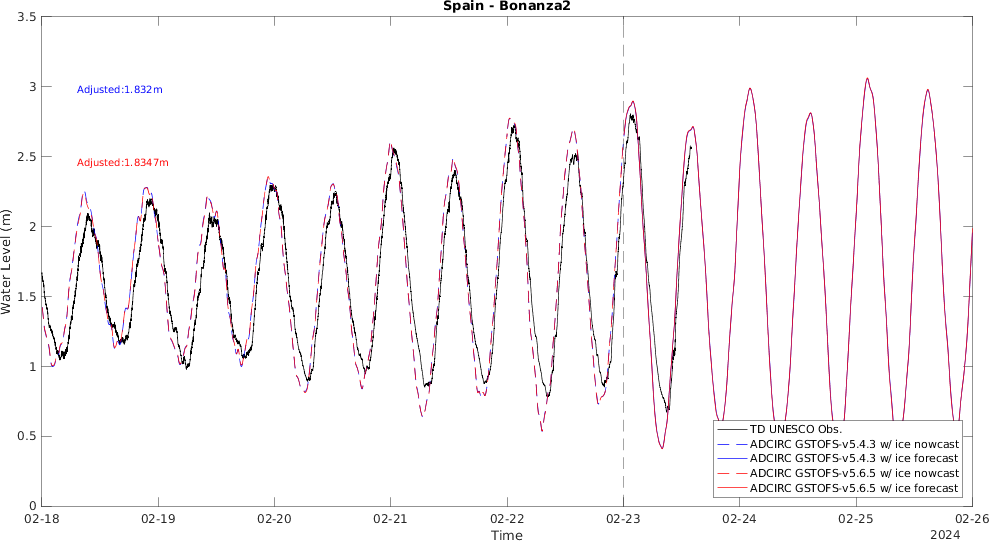 Spain - Bonanza2
3.5
3
2.5
2
1.5
1
0.5
0
Water Level (m)
Adjusted:1.832m
Adjusted:1.8347m
TD UNESCO Obs.
ADCIRC GSTOFS-v5.4.3 w/ ice nowcast
ADCIRC GSTOFS-v5.4.3 w/ ice forecast
ADCIRC GSTOFS-v5.6.5 w/ ice nowcast
ADCIRC GSTOFS-v5.6.5 w/ ice forecast
02-18 02-19 02-20 02-21 02-22 02-23 02-24 02-25 02-26
Time
2024